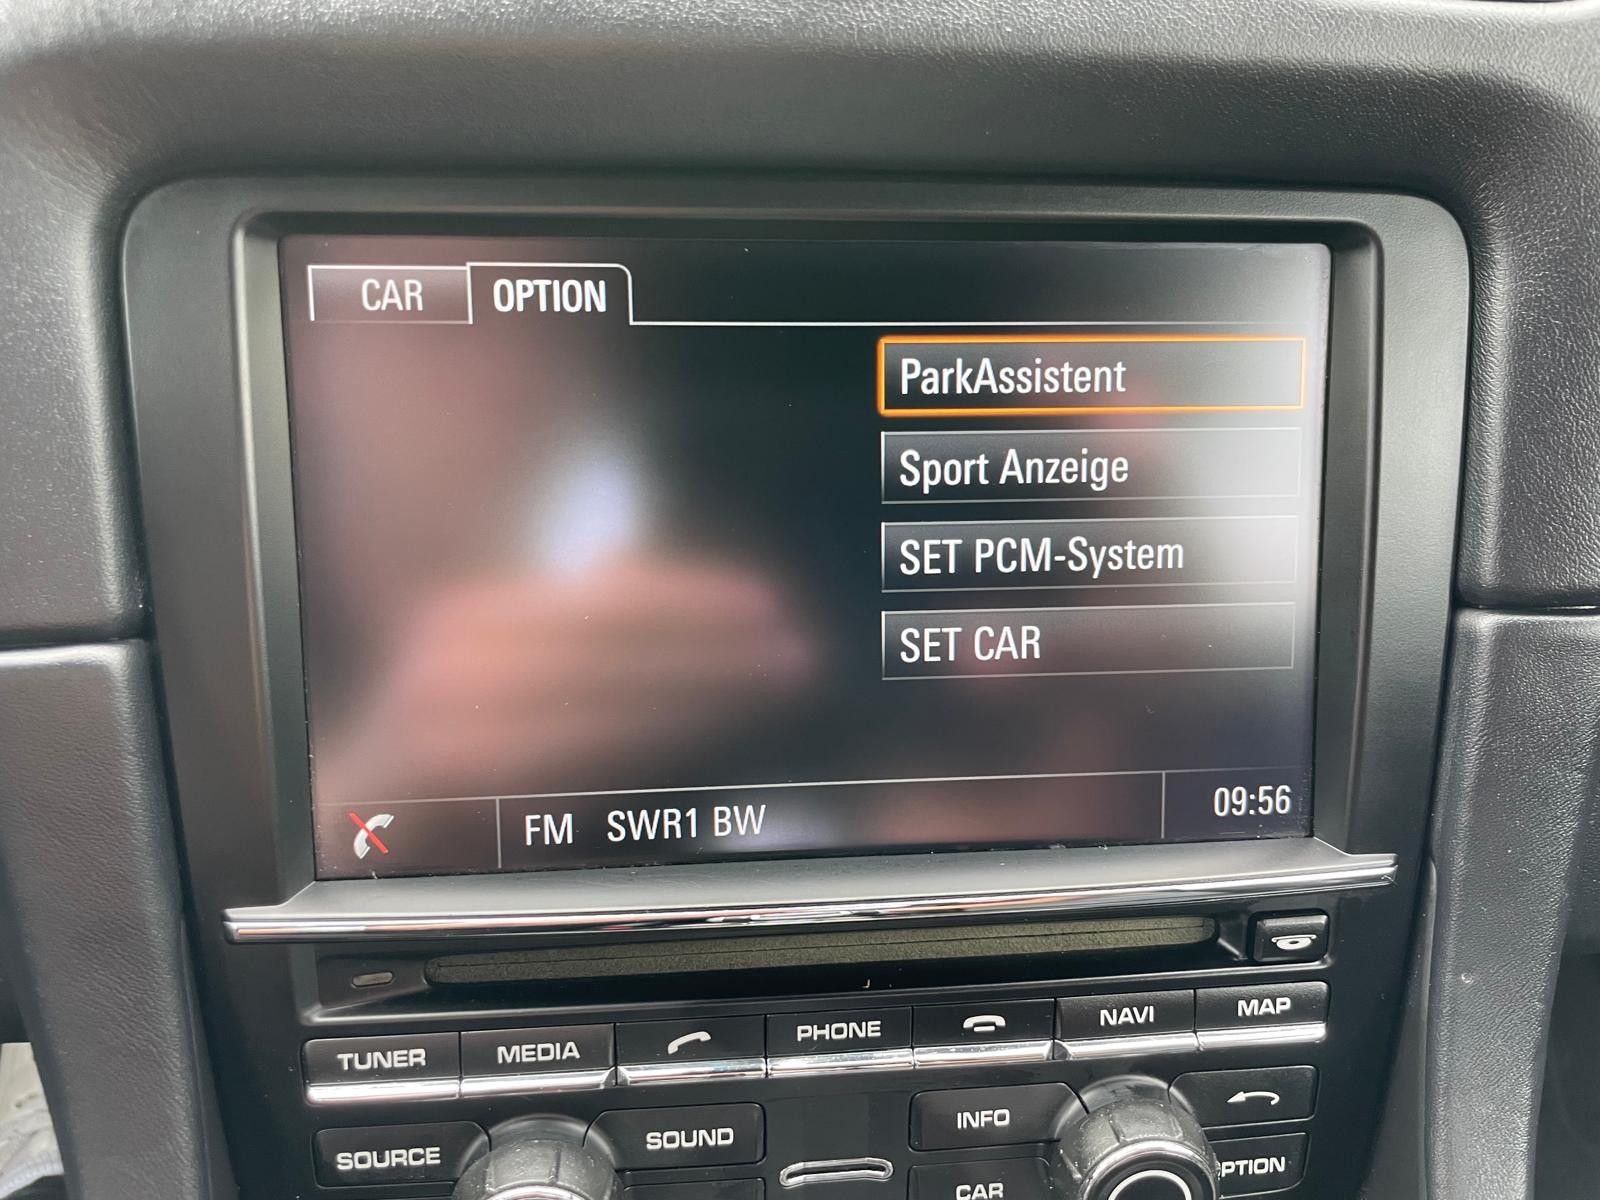 CAR
OPTION
ParkAssistent
Sport Anzeige
SET PCM-System
SET CAR
FM SWR1 BW
09:56
TUNER
MEDIA
PHONE
NAVI
MAP
SOURCE
SOUND
INFO
CAR
PTION